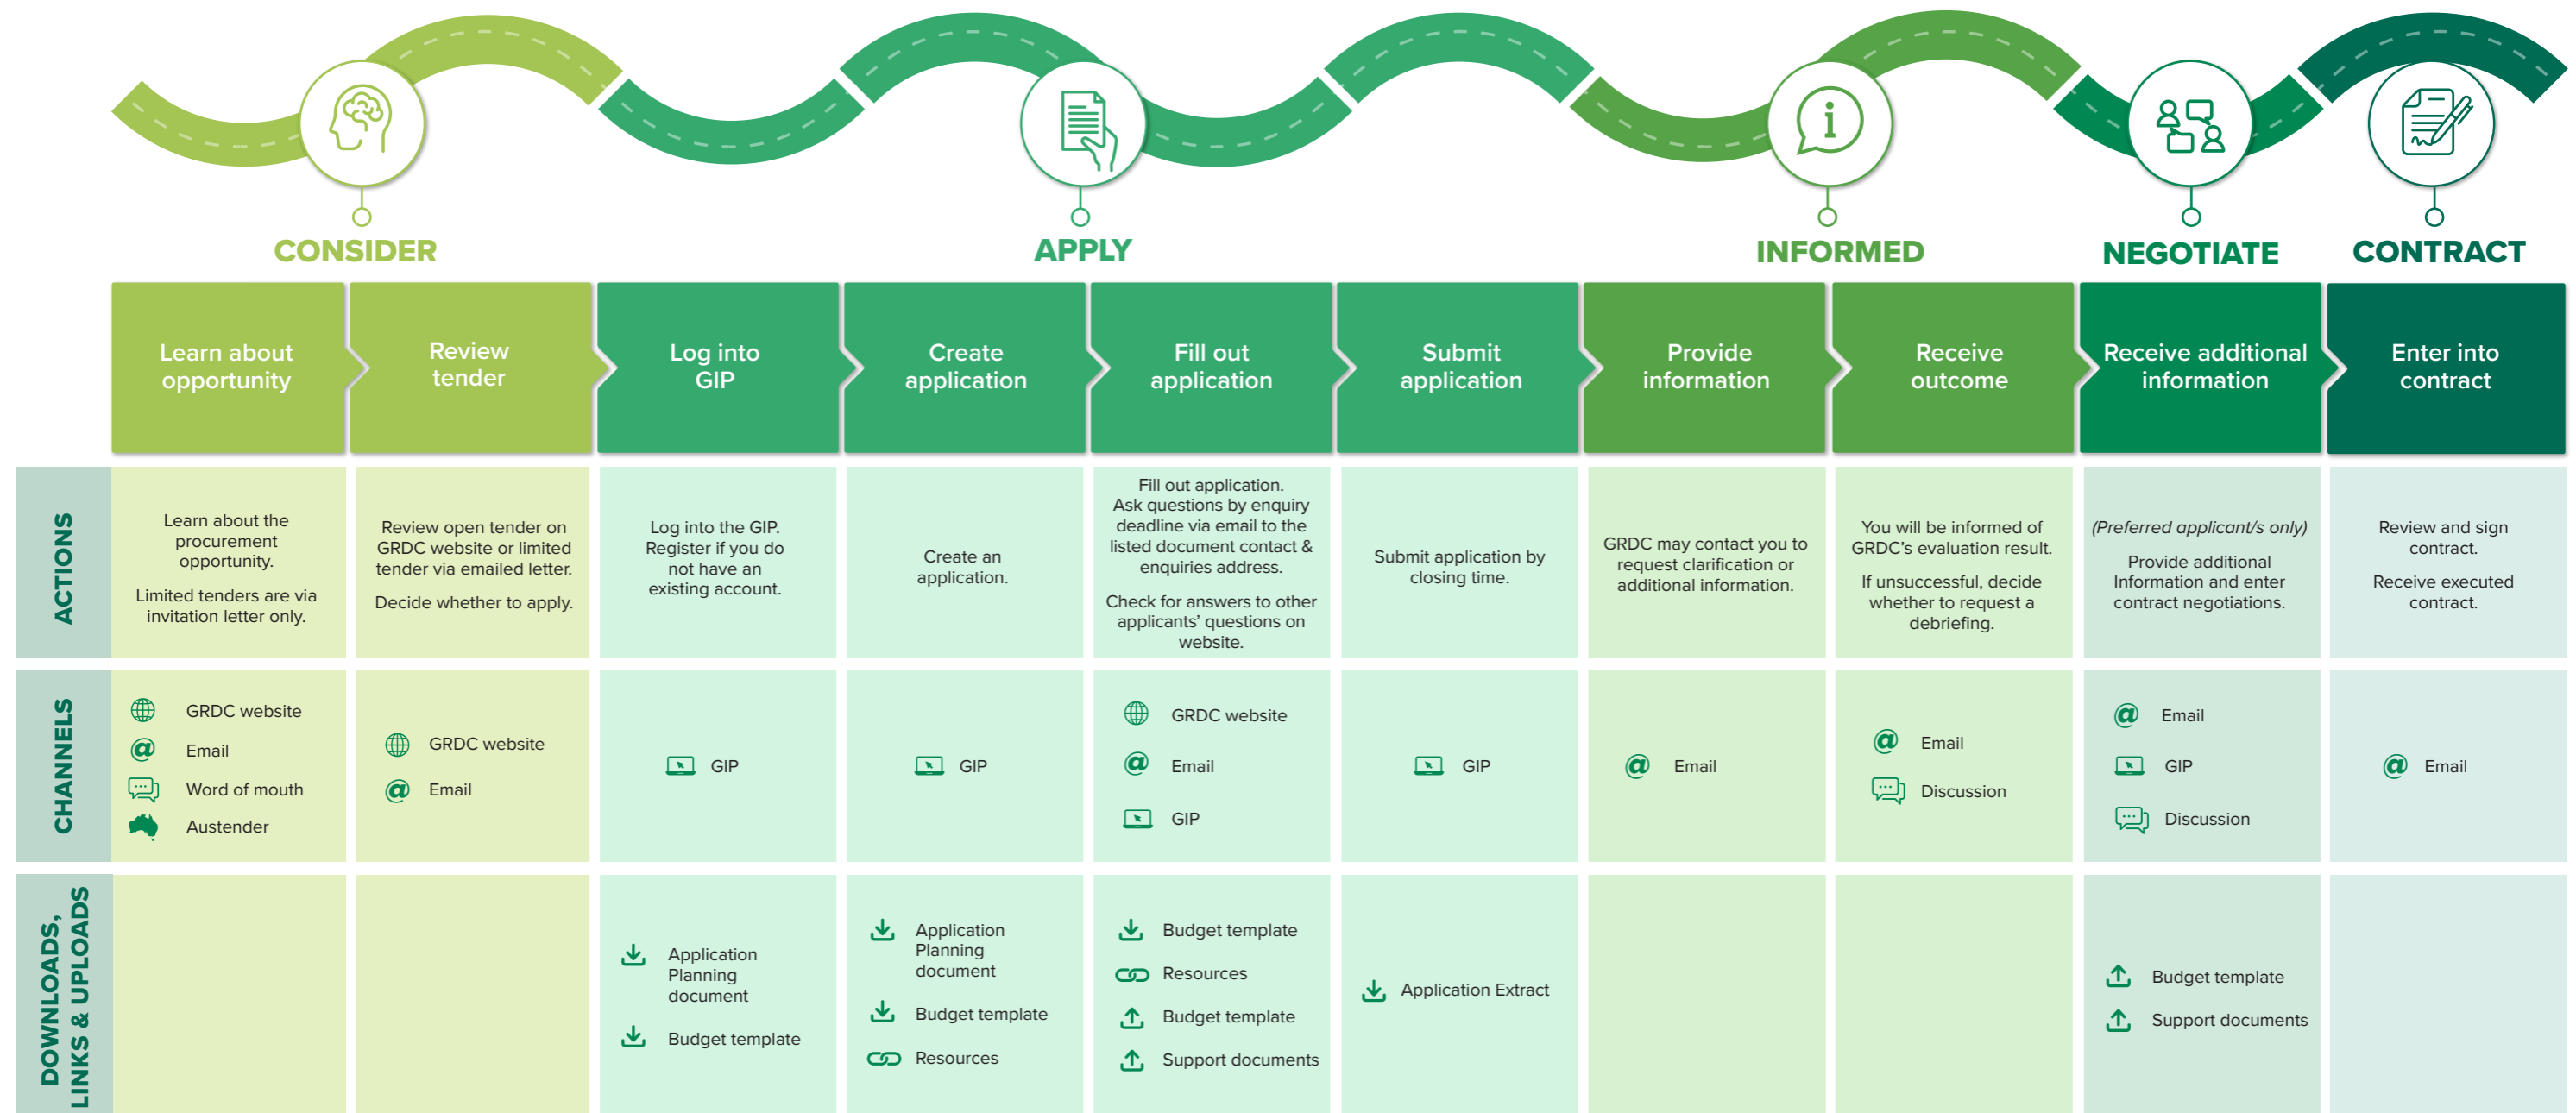 CONSIDER
APPLY
INFORMED
NEGOTIATE
CONTRACT
Learn about
opportunity
Review
tender
Log into
GIP
Create
application
Fill out
application
Submit
application
Provide
information
Receive
outcome
Receive additional
information
Enter into
contract
ACTIONS
Learn about the
procurement
opportunity.
Limited tenders are via
invitation letter only.
Review open tender on
GRDC website or limited
tender via emailed letter.
Decide whether to apply.
Log into the GIP.
Register if you do
not have an
existing account.
Create an
application.
Fill out application.
Ask questions by enquiry
deadline via email to the
listed document contact &
enquiries address.
Check for answers to other
applicants' questions on
website.
Submit application by
closing time.
GRDC may contact you to
request clarification or
additional information.
You will be informed of
GRDC's evaluation result.
If unsuccessful, decide
whether to request a
debriefing.
(Preferred applicant/s only)
Provide additional
Information and enter
contract negotiations.
Review and sign
contract.
Receive executed
contract.
CHANNELS
GRDC website
Email
Word of mouth
Austender
GRDC website
Email
GIP
GIP
GRDC website
Email
GIP
GIP
Email
Email
Discussion
Email
GIP
Discussion
Email
DOWNLOADS,
LINKS & UPLOADS
Application
Planning
document
Budget template
Application
Planning
document
Budget template
Resources
Budget template
Resources
Budget template
Support documents
Application Extract
Budget template
Support documents